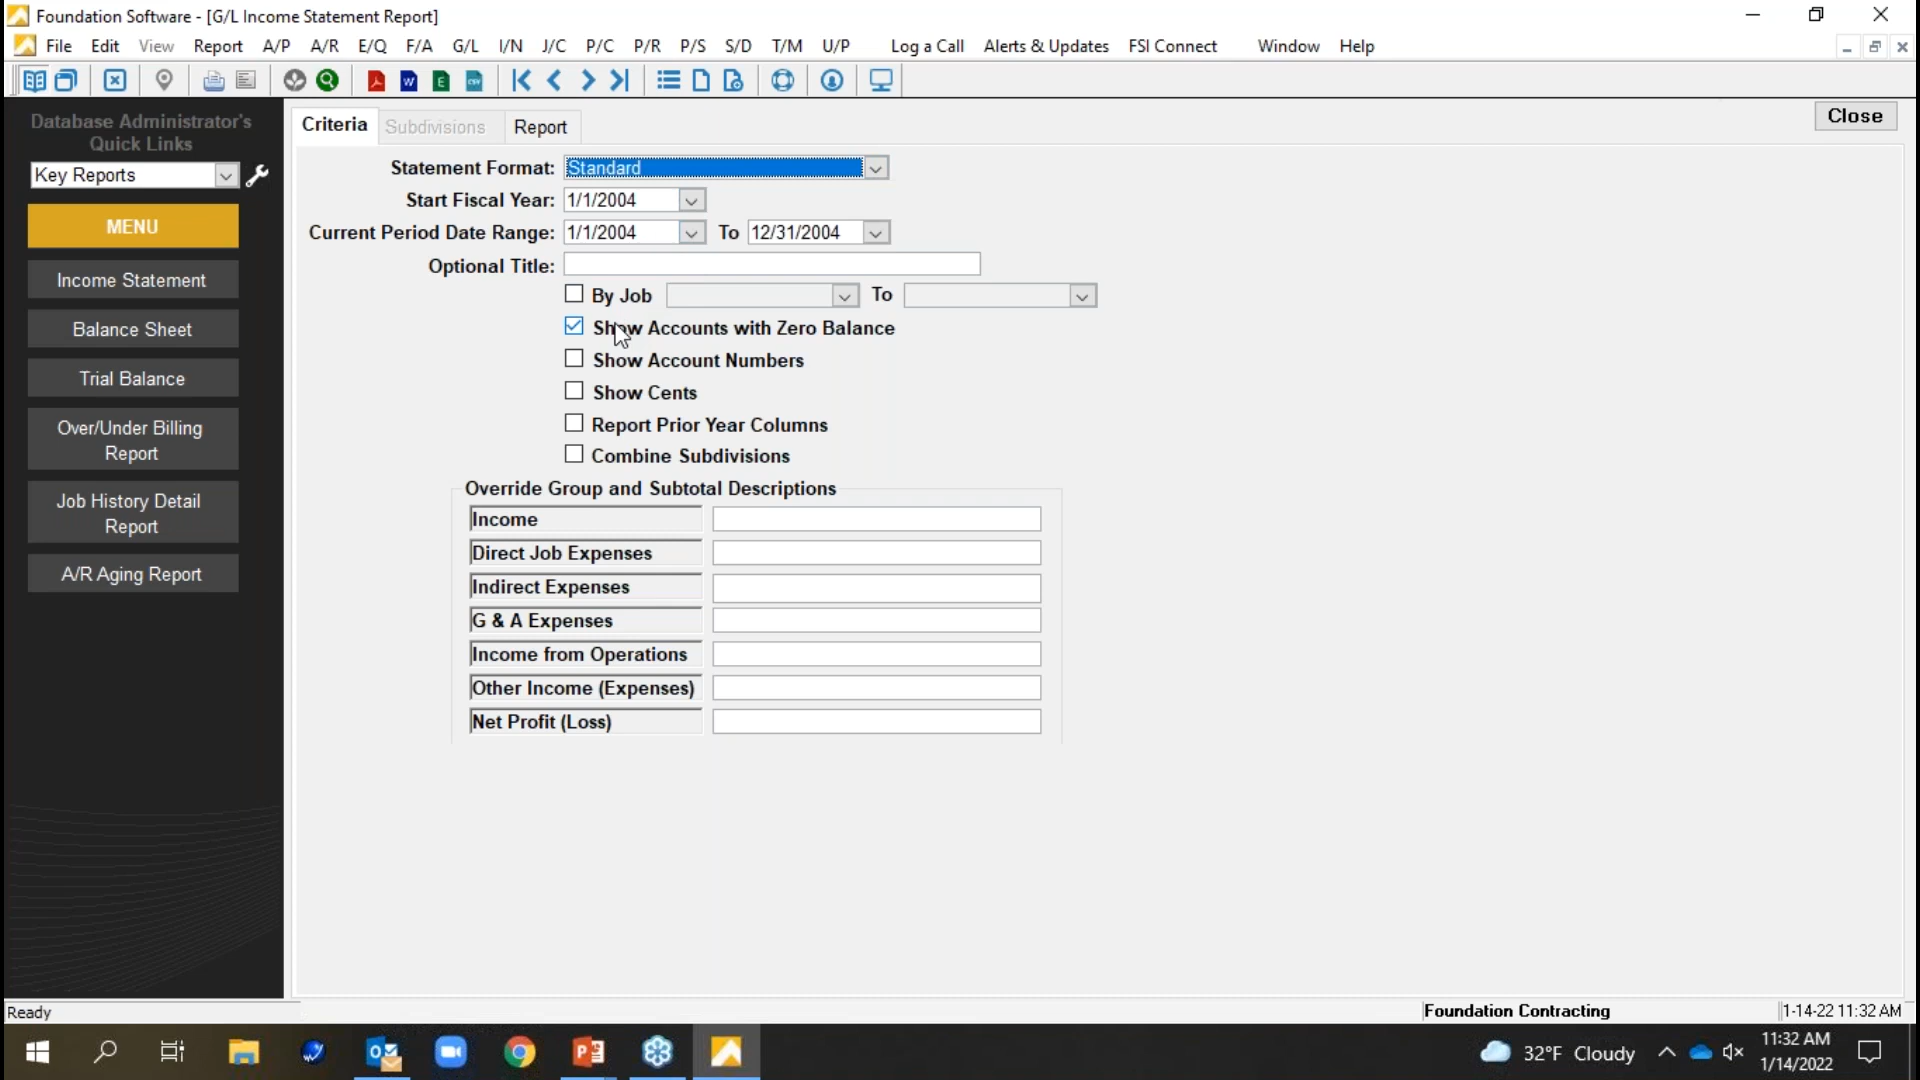 Foundation Software - [G/L Income Statement Report]
File Edit View Report A/P A/R E/Q F/A G/L I/N J/C P/C P/R P/S S/D T/M U/P Log a Call Alerts & Updates FSI Connect Window Help
Database Administrator's
Quick Links
Key Reports
MENU
Income Statement
Balance Sheet
Trial Balance
Over/Under Billing
Report
Job History Detail
Report
A/R Aging Report
Criteria Subdivisions Report
Close
Statement Format: Standard
Start Fiscal Year: 1/1/2004
Current Period Date Range: 1/1/2004 To 12/31/2004
Optional Title:
By Job To
Show Accounts with Zero Balance
Show Account Numbers
Show Cents
Report Prior Year Columns
Combine Subdivisions
Override Group and Subtotal Descriptions
Income
Direct Job Expenses
Indirect Expenses
G & A Expenses
Income from Operations
Other Income (Expenses)
Net Profit (Loss)
Ready
Foundation Contracting
1-14-22 11:32 AM
32°F Cloudy
11:32 AM
1/14/2022